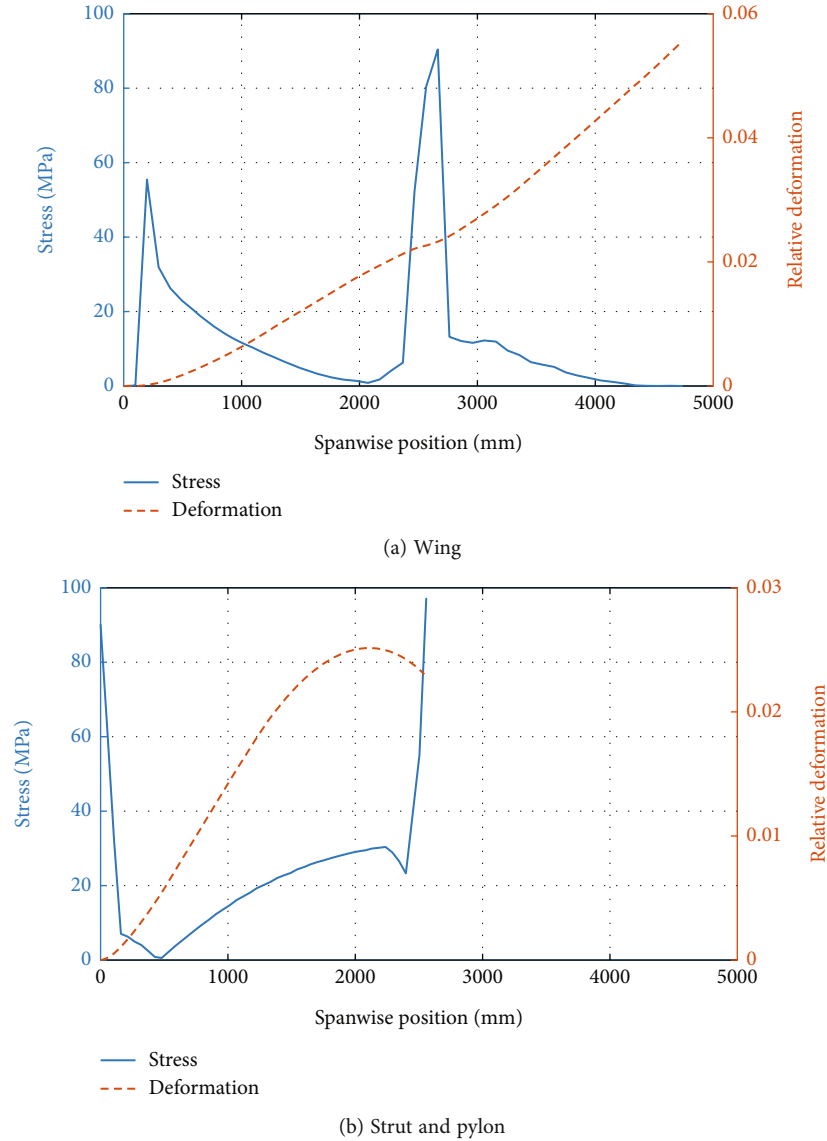 100
80
60
40
20
0
Stress (MPa)
0.06
0.04
0.02
0
Relative deformation
0 1000 2000 3000 4000 5000
Spanwise position (mm)
Stress
Deformation
(a) Wing
100
80
60
40
20
0
Stress (MPa)
0.03
0.02
0.01
0
Relative deformation
0 1000 2000 3000 4000 5000
Spanwise position (mm)
Stress
Deformation
(b) Strut and pylon